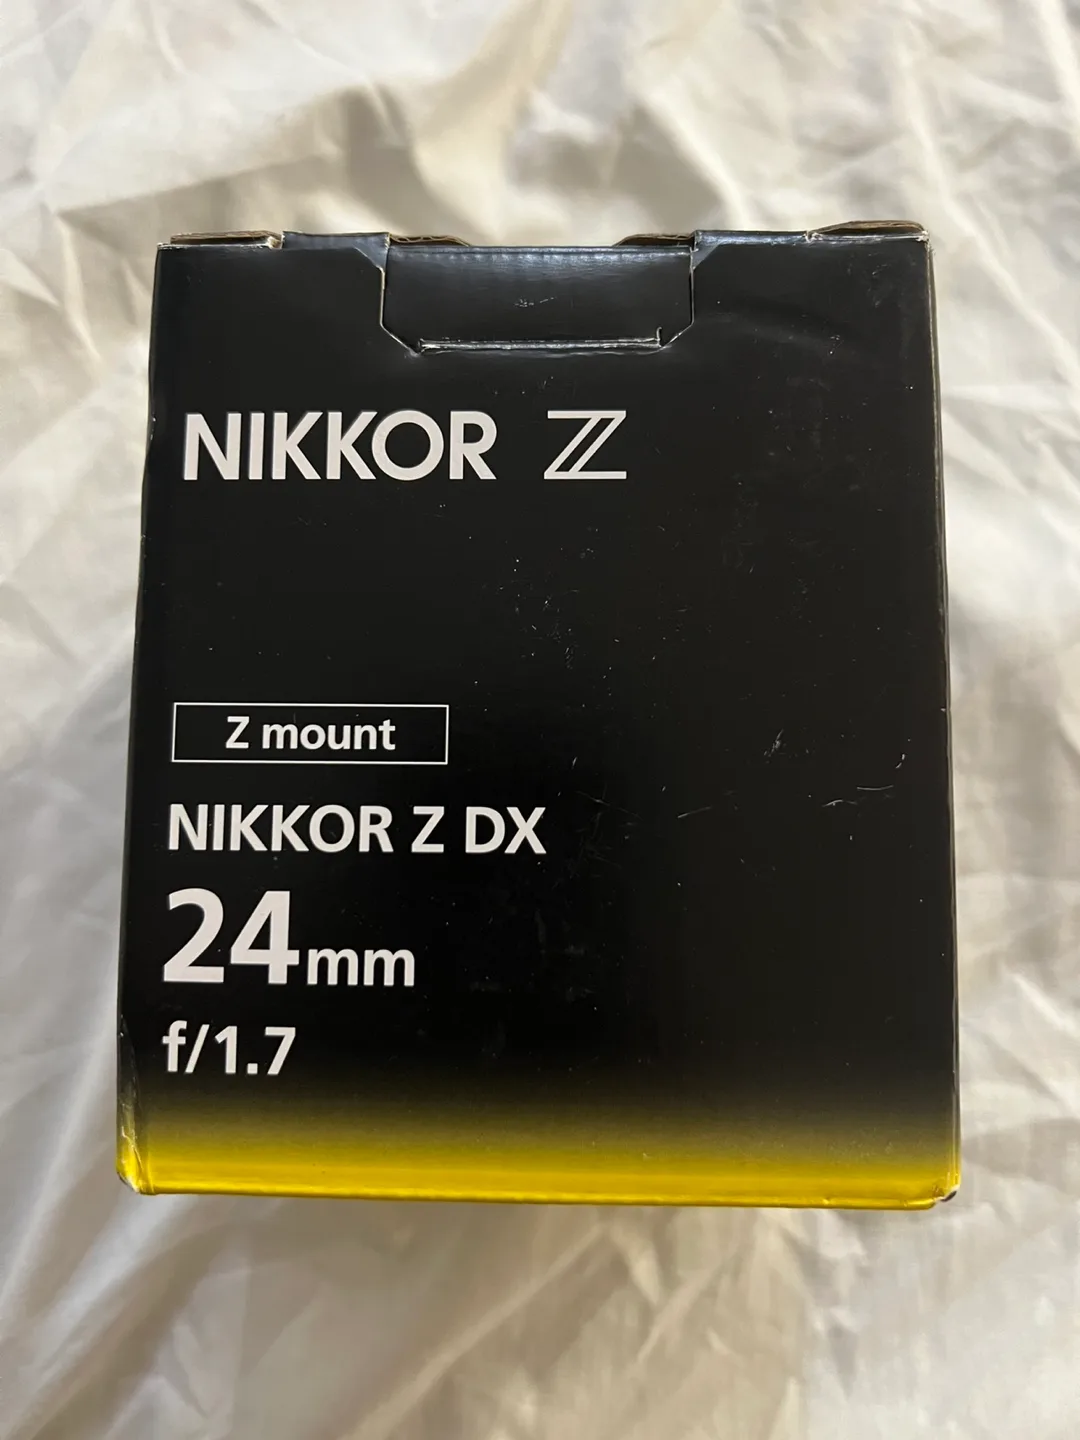 NIKKOR Z
Z mount
NIKKOR Z DX
24mm
f/1.7